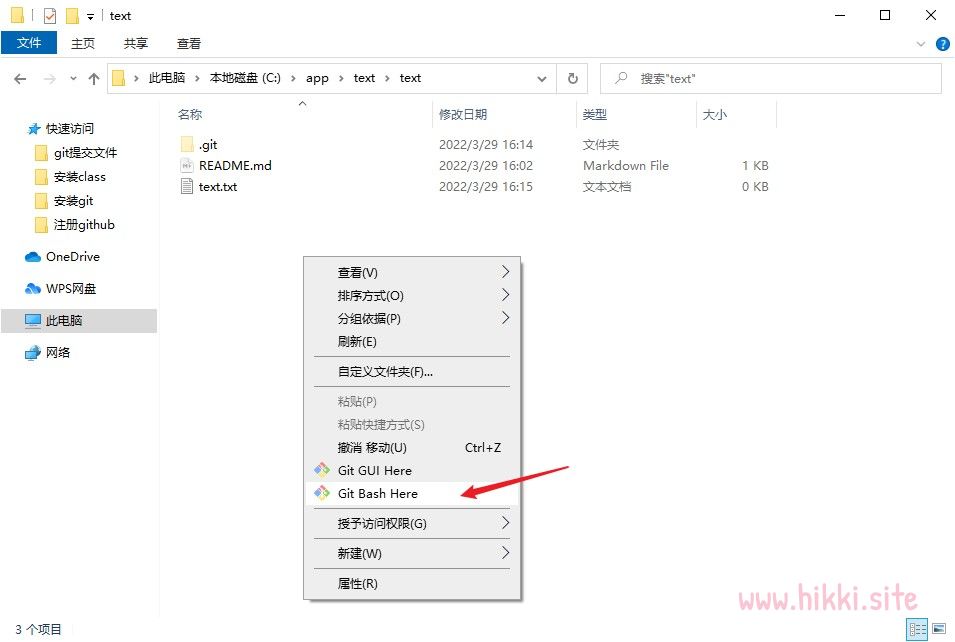 text
文件 主页 共享 查看
此电脑 本地磁盘 (C:) app text text 搜索"text"
名称 修改日期 类型 大小
快速访问
git提交文件
安装class
安装git
注册github
OneDrive
WPS网盘
此电脑
网络
.git 2022/3/29 16:14 文件夹
README.md 2022/3/29 16:02 Markdown File 1 KB
text.txt 2022/3/29 16:15 文本文档 0 KB
查看(V)
排序方式(O)
分组依据(P)
刷新(E)
自定义文件夹(F)...
粘贴(P)
粘贴快捷方式(S)
撤消 移动(U) Ctrl+Z
Git GUI Here
Git Bash Here
授予访问权限(G)
新建(W)
属性(R)
www.hikki.site
3 个项目